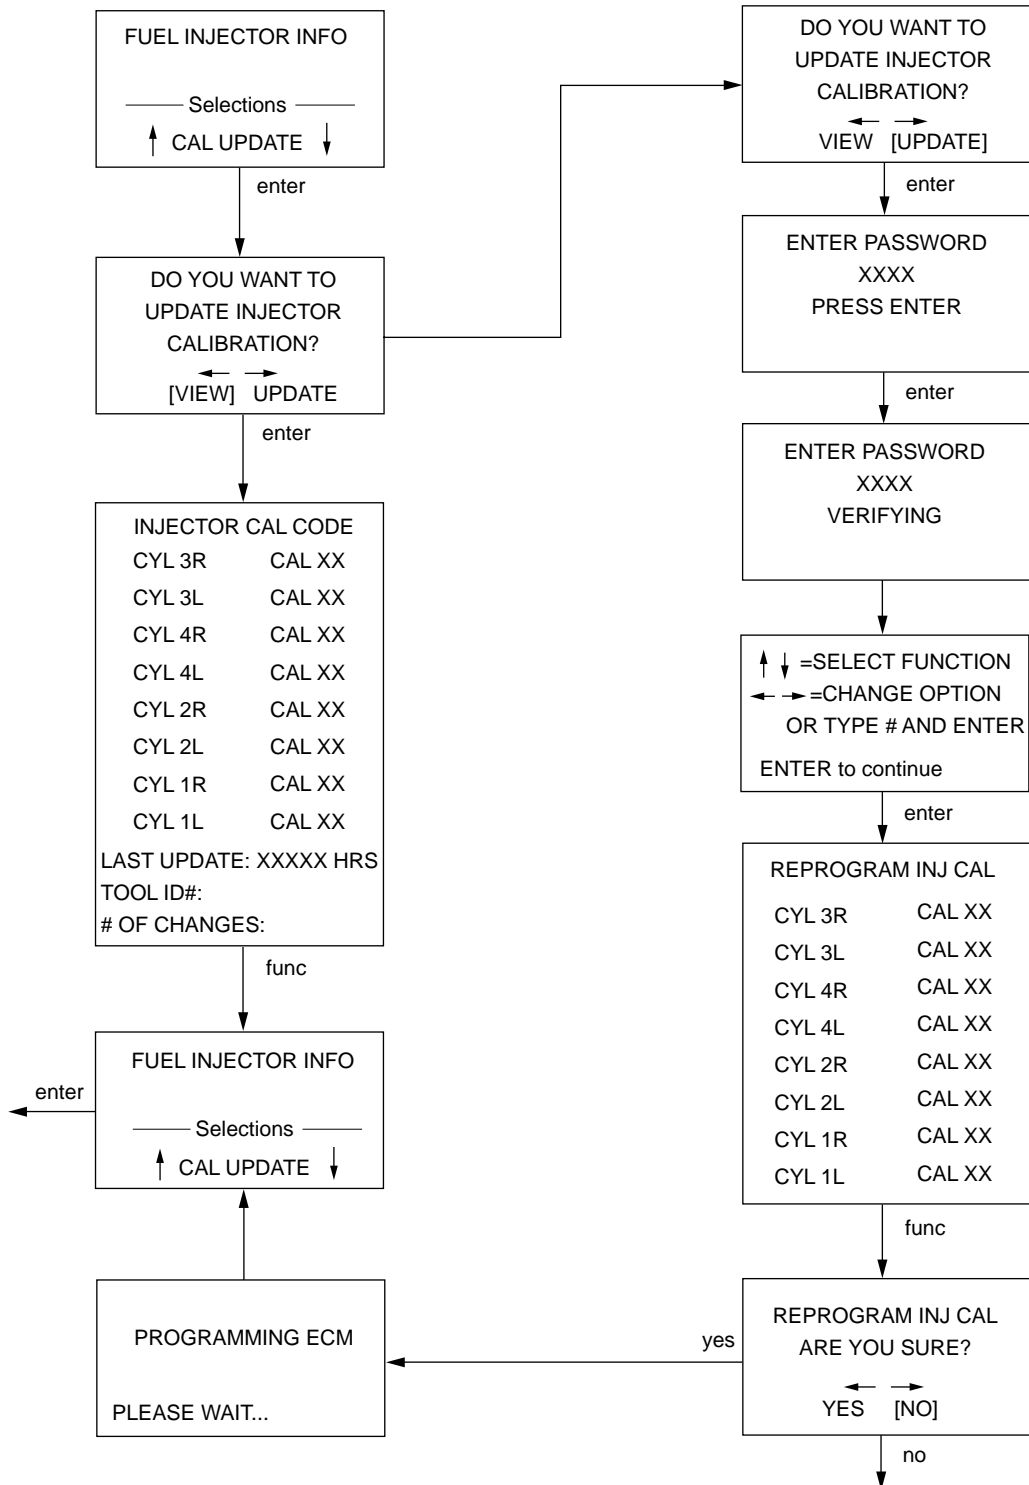 FUEL INJECTOR INFO
Selections
CAL UPDATE
enter
DO YOU WANT TO
UPDATE INJECTOR
CALIBRATION?
[VIEW] UPDATE
enter
INJECTOR CAL CODE
CYL 3R CAL XX
CYL 3L CAL XX
CYL 4R CAL XX
CYL 4L CAL XX
CYL 2R CAL XX
CYL 2L CAL XX
CYL 1R CAL XX
CYL 1L CAL XX
LAST UPDATE: XXXXX HRS
TOOL ID#:
# OF CHANGES:
func
FUEL INJECTOR INFO
enter
Selections
CAL UPDATE
PROGRAMMING ECM
PLEASE WAIT...
DO YOU WANT TO
UPDATE INJECTOR
CALIBRATION?
VIEW [UPDATE]
enter
ENTER PASSWORD
XXXX
PRESS ENTER
enter
ENTER PASSWORD
XXXX
VERIFYING
=SELECT FUNCTION
=CHANGE OPTION
OR TYPE # AND ENTER
ENTER to continue
enter
REPROGRAM INJ CAL
CYL 3R CAL XX
CYL 3L CAL XX
CYL 4R CAL XX
CYL 4L CAL XX
CYL 2R CAL XX
CYL 2L CAL XX
CYL 1R CAL XX
CYL 1L CAL XX
func
REPROGRAM INJ CAL
ARE YOU SURE?
YES [NO]
yes
no